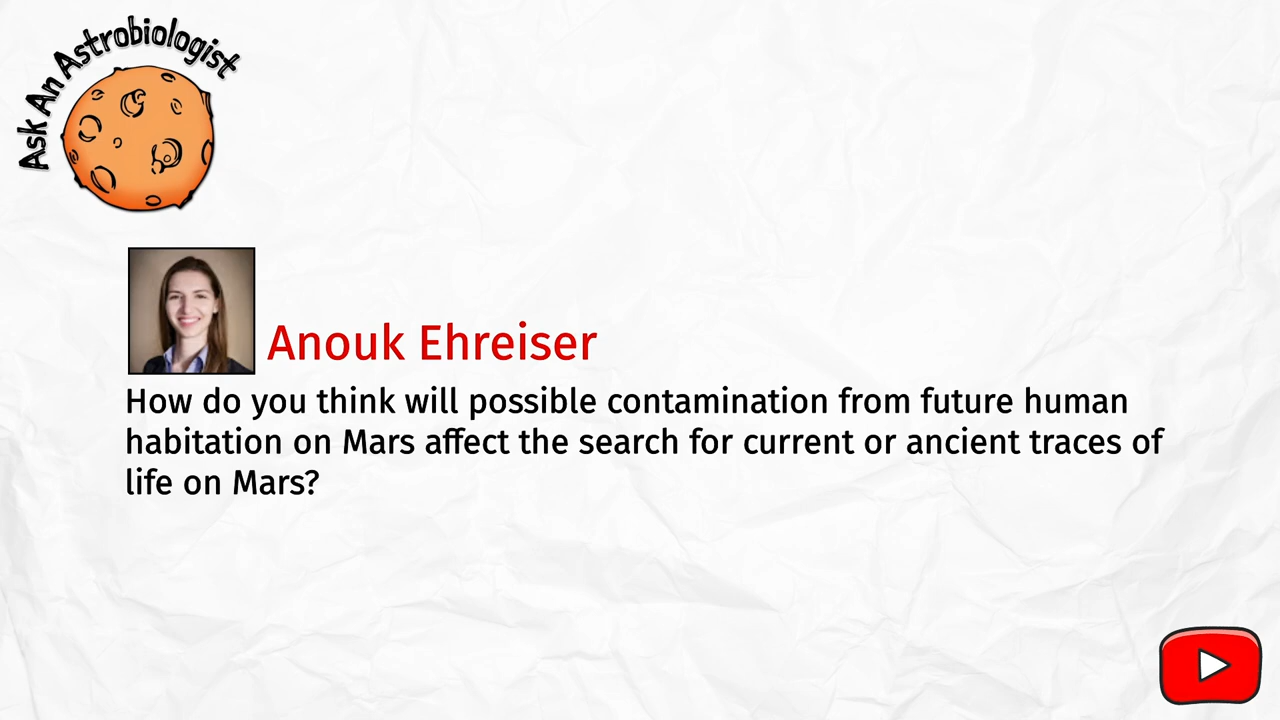 Ask An Astrobiologist
Anouk Ehreiser
How do you think will possible contamination from future human
habitation on Mars affect the search for current or ancient traces of
life on Mars?